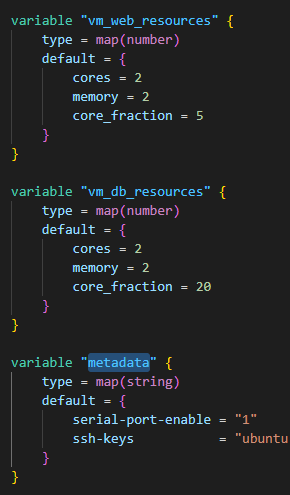 variable "vm_web_resources" {
    type = map(number)
    default = {
        cores = 2
        memory = 2
        core_fraction = 5
    }
}
variable "vm_db_resources" {
    type = map(number)
    default = {
        cores = 2
        memory = 2
        core_fraction = 20
    }
}
variable "metadata" {
    type = map(string)
    default = {
        serial-port-enable = "1"
        ssh-keys           = "ubuntu
    }
}